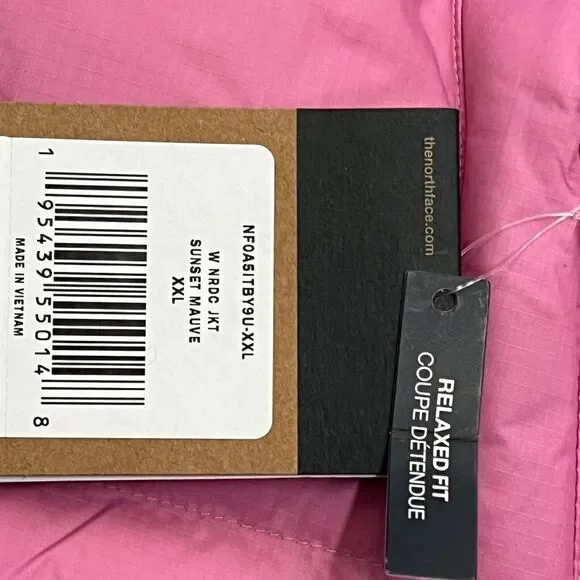 NF0A5ITBY9U-XXL
W NRDC JKT
SUNSET MAUVE
XXL
1 95439 55014 8
MADE IN VIETNAM
thenorthface.com
RELAXED FIT
COUPE DÉTENDUE